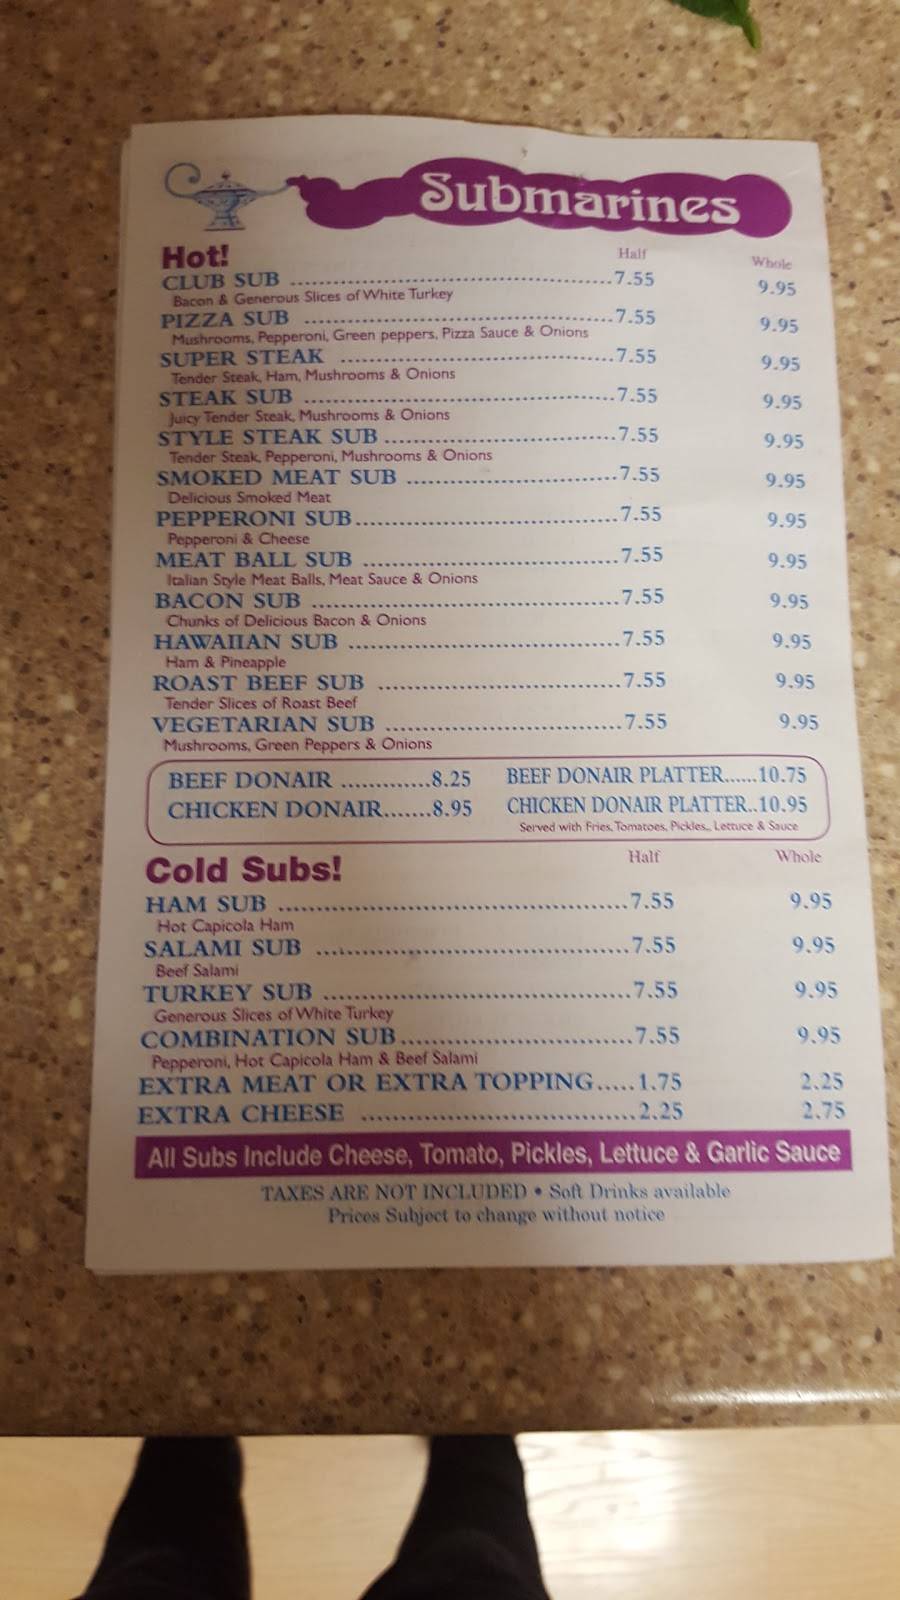 Submarines
Hot! Half Whole
CLUB SUB ........................................7.55 9.95
Bacon & Generous Slices of White Turkey
PIZZA SUB ........................................7.55 9.95
Mushrooms, Pepperoni, Green peppers, Pizza Sauce & Onions
SUPER STEAK ...................................7.55 9.95
Tender Steak, Ham, Mushrooms & Onions
STEAK SUB ........................................7.55 9.95
Juicy Tender Steak, Mushrooms & Onions
STYLE STEAK SUB ..............................7.55 9.95
Tender Steak, Pepperoni, Mushrooms & Onions
SMOKED MEAT SUB ...........................7.55 9.95
Delicious Smoked Meat
PEPPERONI SUB..................................7.55 9.95
Pepperoni & Cheese
MEAT BALL SUB .................................7.55 9.95
Italian Style Meat Balls, Meat Sauce & Onions
BACON SUB .......................................7.55 9.95
Chunks of Delicious Bacon & Onions
HAWAIIAN SUB ...................................7.55 9.95
Ham & Pineapple
ROAST BEEF SUB ...............................7.55 9.95
Tender Slices of Roast Beef
VEGETARIAN SUB ..............................7.55 9.95
Mushrooms, Green Peppers & Onions
BEEF DONAIR .............8.25 BEEF DONAIR PLATTER......10.75
CHICKEN DONAIR.......8.95 CHICKEN DONAIR PLATTER..10.95
Served with Fries, Tomatoes, Pickles,, Lettuce & Sauce
Cold Subs! Half Whole
HAM SUB .............................................7.55 9.95
Hot Capicola Ham
SALAMI SUB ........................................7.55 9.95
Beef Salami
TURKEY SUB .......................................7.55 9.95
Generous Slices of White Turkey
COMBINATION SUB..............................7.55 9.95
Pepperoni, Hot Capicola Ham & Beef Salami
EXTRA MEAT OR EXTRA TOPPING.....1.75 2.25
EXTRA CHEESE ...................................2.25 2.75
All Subs Include Cheese, Tomato, Pickles, Lettuce & Garlic Sauce
TAXES ARE NOT INCLUDED • Soft Drinks available
Prices Subject to change without notice